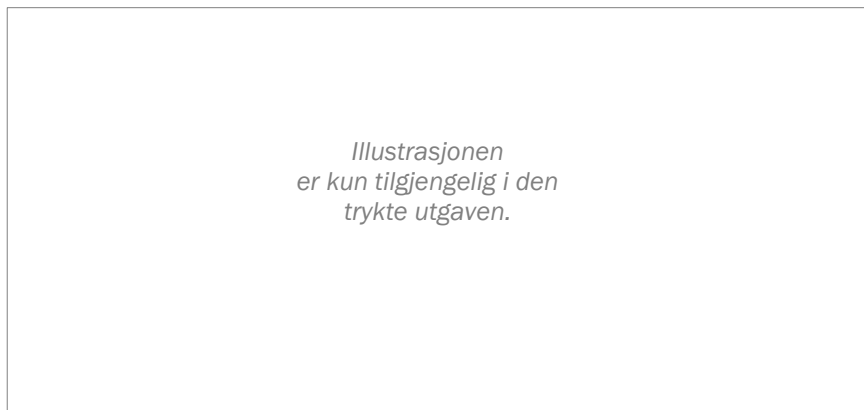 Illustrasjonen
er kun tilgjengelig i den
trykte utgaven.